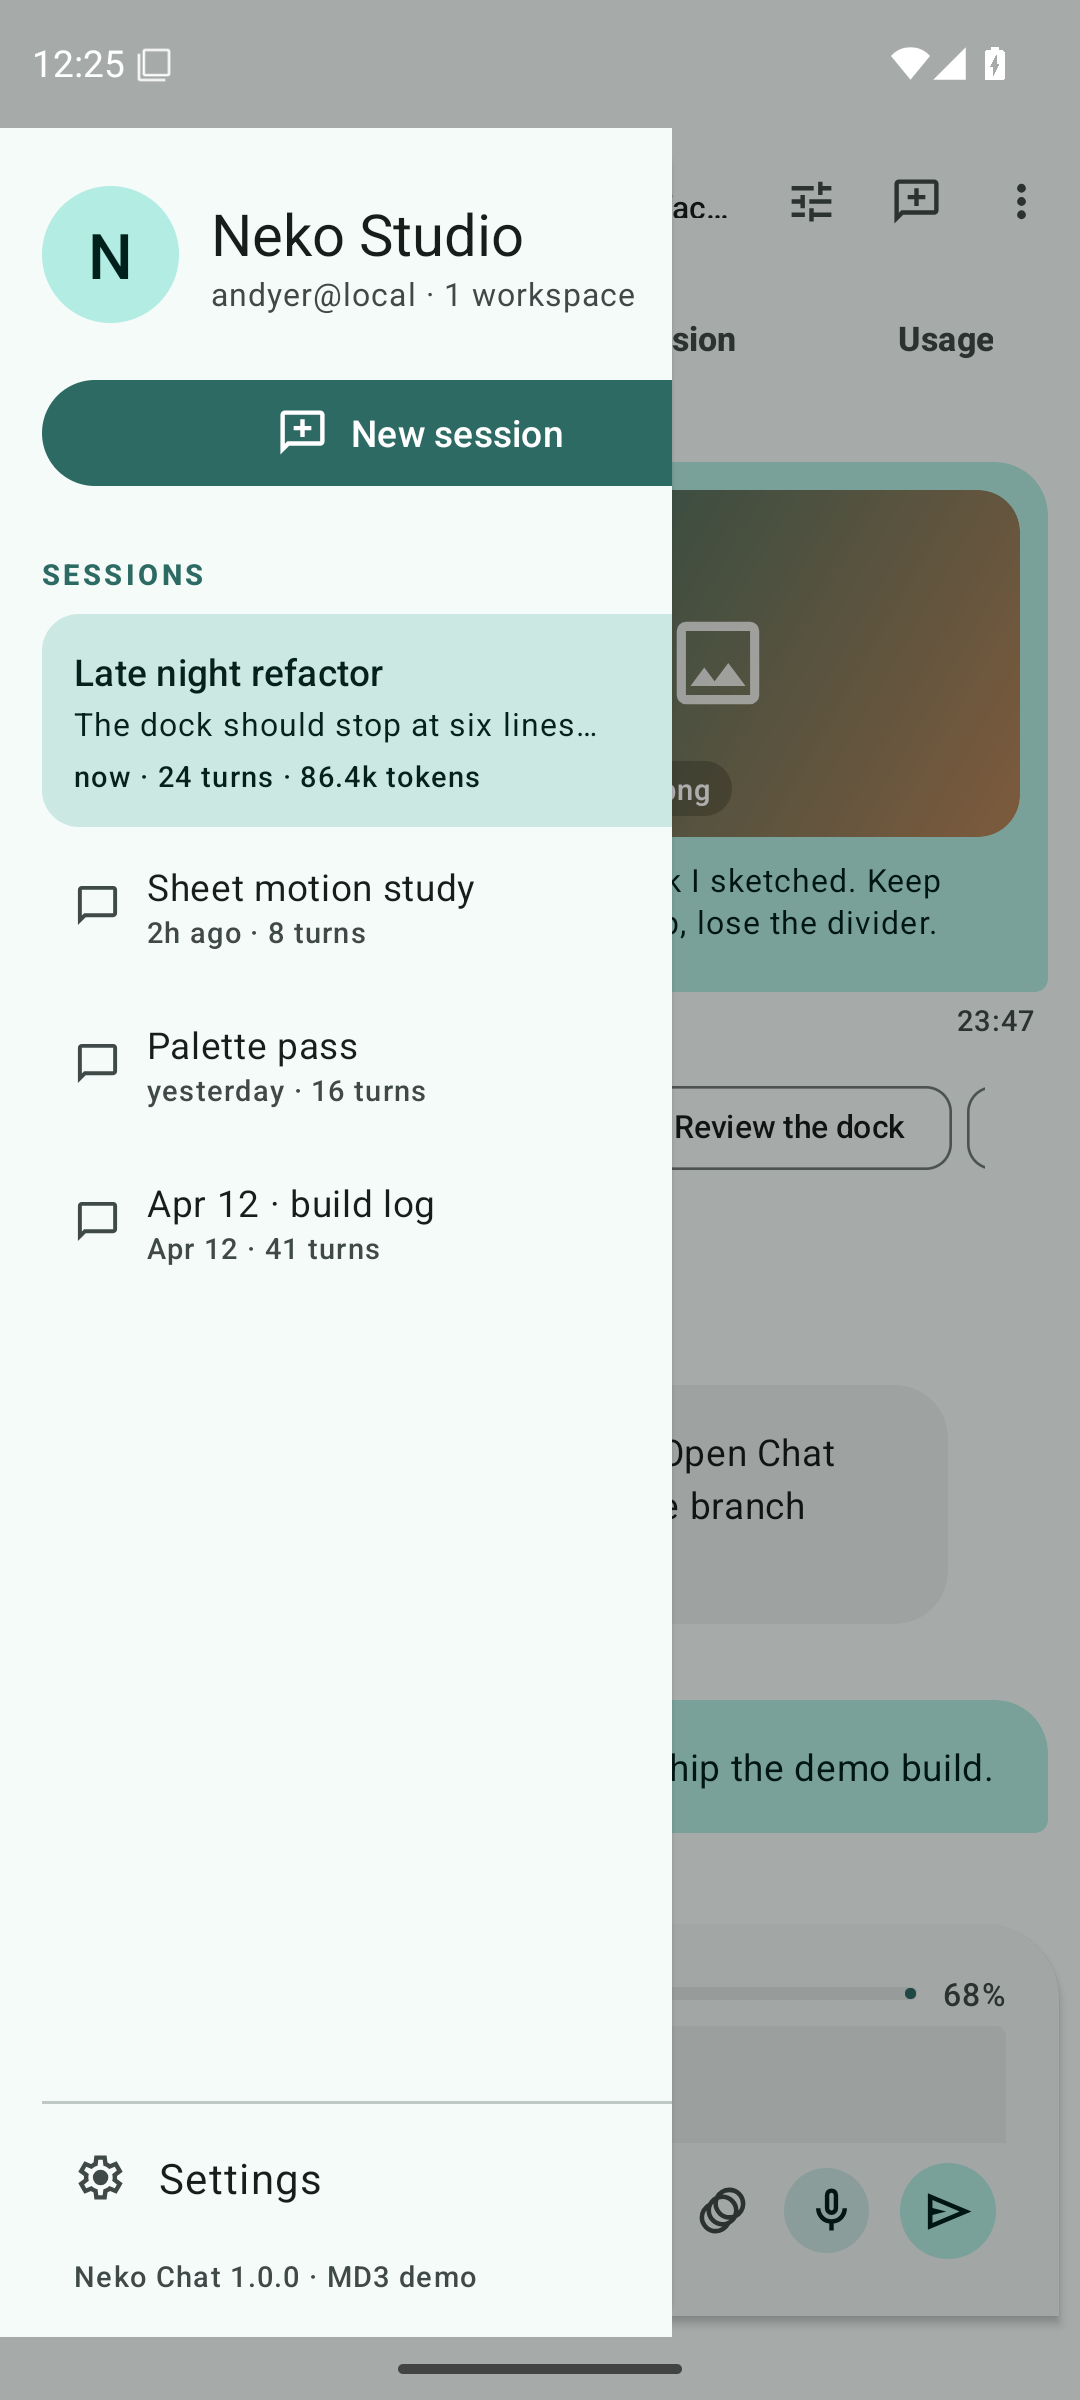 12:25
N
Neko Studio
andyer@local · 1 workspace
New session
SESSIONS
Late night refactor
The dock should stop at six lines…
now · 24 turns · 86.4k tokens
Sheet motion study
2h ago · 8 turns
Palette pass
yesterday · 16 turns
Apr 12 · build log
Apr 12 · 41 turns
Settings
Neko Chat 1.0.0 · MD3 demo
ac…
sion
Usage
ng
k I sketched. Keep
, lose the divider.
23:47
Review the dock
Open Chat
e branch
hip the demo build.
68%